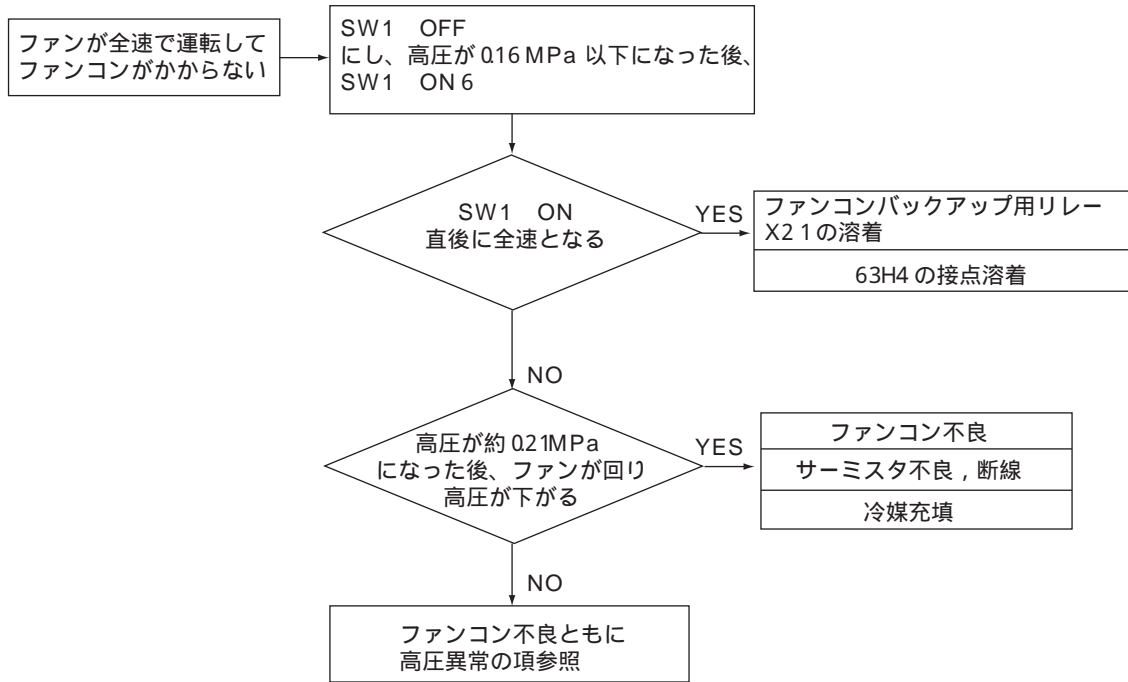 ファンが全速で運転して
ファンコンがかからない
SW1 OFF
にし、高圧が 0.16 MPa 以下になった後、
SW1 ON 6
SW1 ON
直後に全速となる
YES
ファンコンバックアップ用リレー
X21の溶着
63H4 の接点溶着
NO
高圧が約 0.21MPa
になった後、ファンが回り
高圧が下がる
YES
ファンコン不良
サーミスタ不良 , 断線
冷媒充填
NO
ファンコン不良ともに
高圧異常の項参照